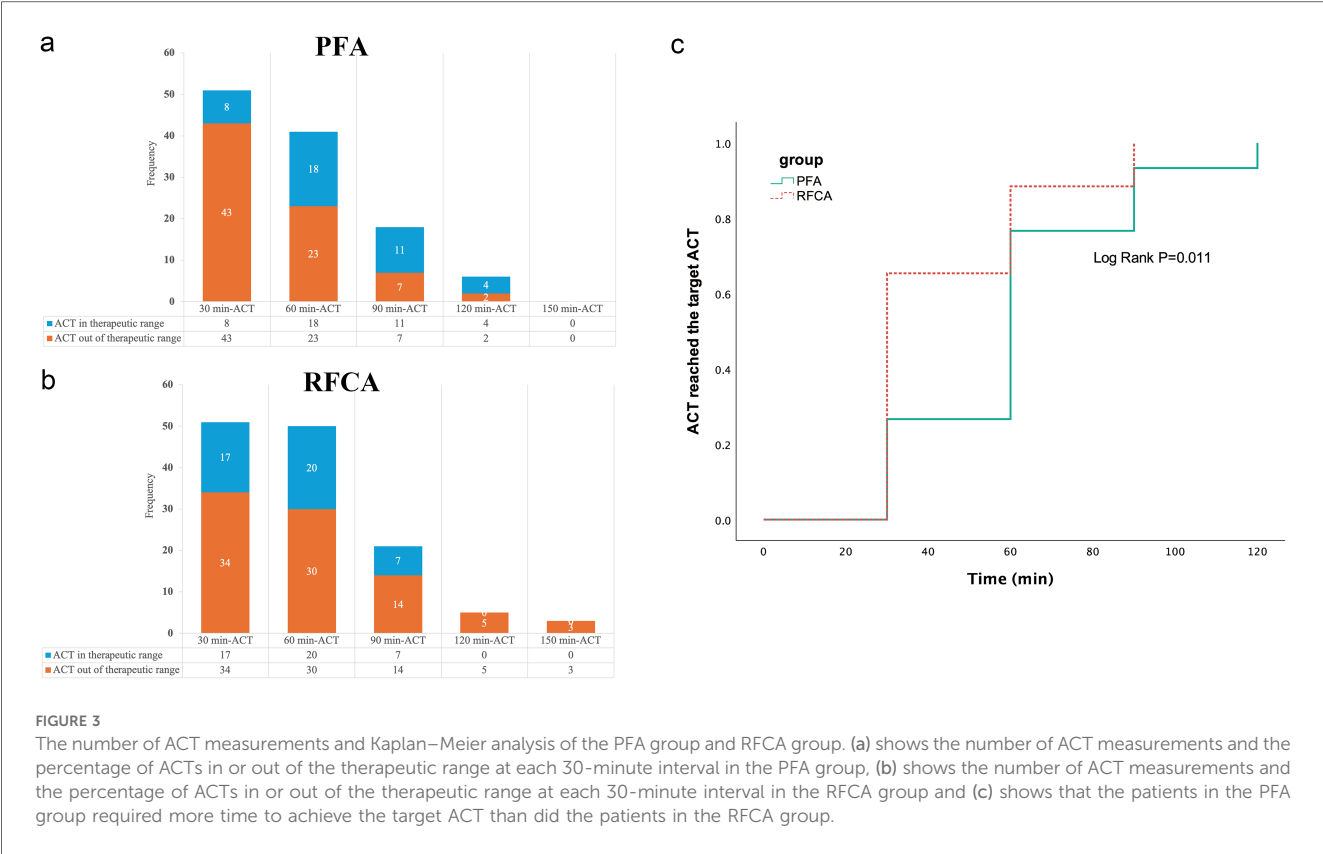 a
PFA
60
50
40
30
20
10
0
Frequency
8
43
18
23
11
7
4
2
30 min-ACT 60 min-ACT 90 min-ACT 120 min-ACT 150 min-ACT
ACT in therapeutic range 8 18 11 4 0
ACT out of therapeutic range 43 23 7 2 0
b
RFCA
60
50
40
30
20
10
0
Frequency
17
34
20
30
7
14
0
5
0
3
30 min-ACT 60 min-ACT 90 min-ACT 120 min-ACT 150 min-ACT
ACT in therapeutic range 17 20 7 0 0
ACT out of therapeutic range 34 30 14 5 3
c
ACT reached the target ACT
1.0
0.8
0.6
0.4
0.2
0.0
group
PFA
RFCA
Log Rank P=0.011
0 20 40 60 80 100 120
Time (min)
FIGURE 3
The number of ACT measurements and Kaplan–Meier analysis of the PFA group and RFCA group. (a) shows the number of ACT measurements and the
percentage of ACTs in or out of the therapeutic range at each 30-minute interval in the PFA group, (b) shows the number of ACT measurements and
the percentage of ACTs in or out of the therapeutic range at each 30-minute interval in the RFCA group and (c) shows that the patients in the PFA
group required more time to achieve the target ACT than did the patients in the RFCA group.